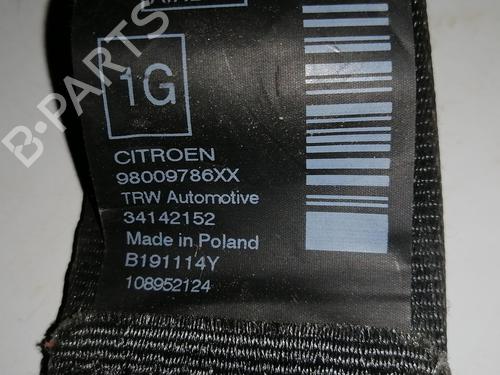 1G
CITROEN
98009786XX
TRW Automotive
34142152
Made in Poland
B191114Y
108952124
B-PARTS